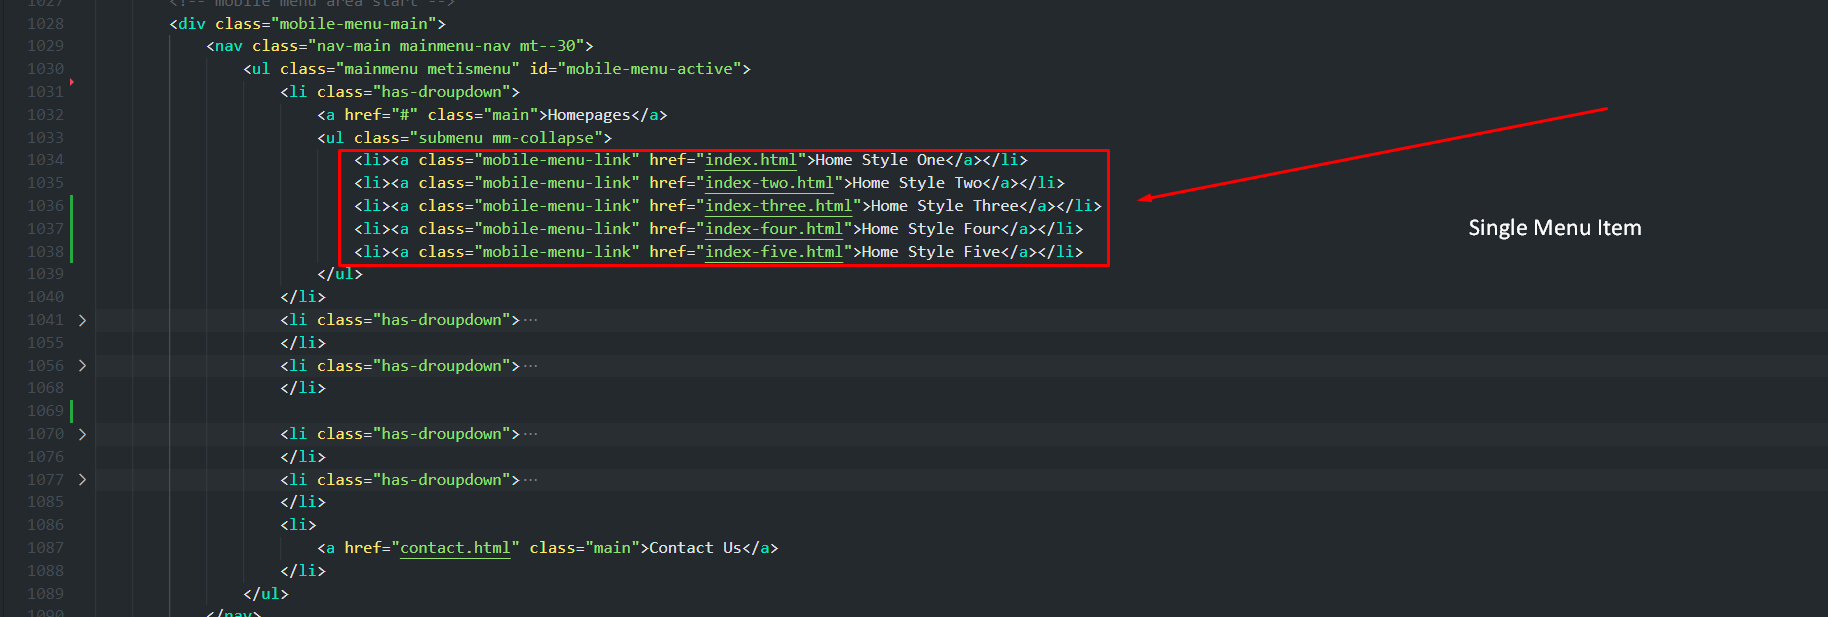 1027 <!-- mobile menu area start -->
1028 <div class="mobile-menu-main">
1029 <nav class="nav-main mainmenu-nav mt--30">
1030 <ul class="mainmenu metismenu" id="mobile-menu-active">
1031 <li class="has-droupdown">
1032 <a href="#" class="main">Homepages</a>
1033 <ul class="submenu mm-collapse">
1034 <li><a class="mobile-menu-link" href="index.html">Home Style One</a></li>
1035 <li><a class="mobile-menu-link" href="index-two.html">Home Style Two</a></li>
1036 <li><a class="mobile-menu-link" href="index-three.html">Home Style Three</a></li>
Single Menu Item
1037 <li><a class="mobile-menu-link" href="index-four.html">Home Style Four</a></li>
1038 <li><a class="mobile-menu-link" href="index-five.html">Home Style Five</a></li>
1039 </ul>
1040 </li>
1041 <li class="has-droupdown">···
1055 </li>
1056 <li class="has-droupdown">···
1068 </li>
1069
1070 <li class="has-droupdown">···
1076 </li>
1077 <li class="has-droupdown">···
1085 </li>
1086 <li>
1087 <a href="contact.html" class="main">Contact Us</a>
1088 </li>
1089 </ul>
1090 </nav>